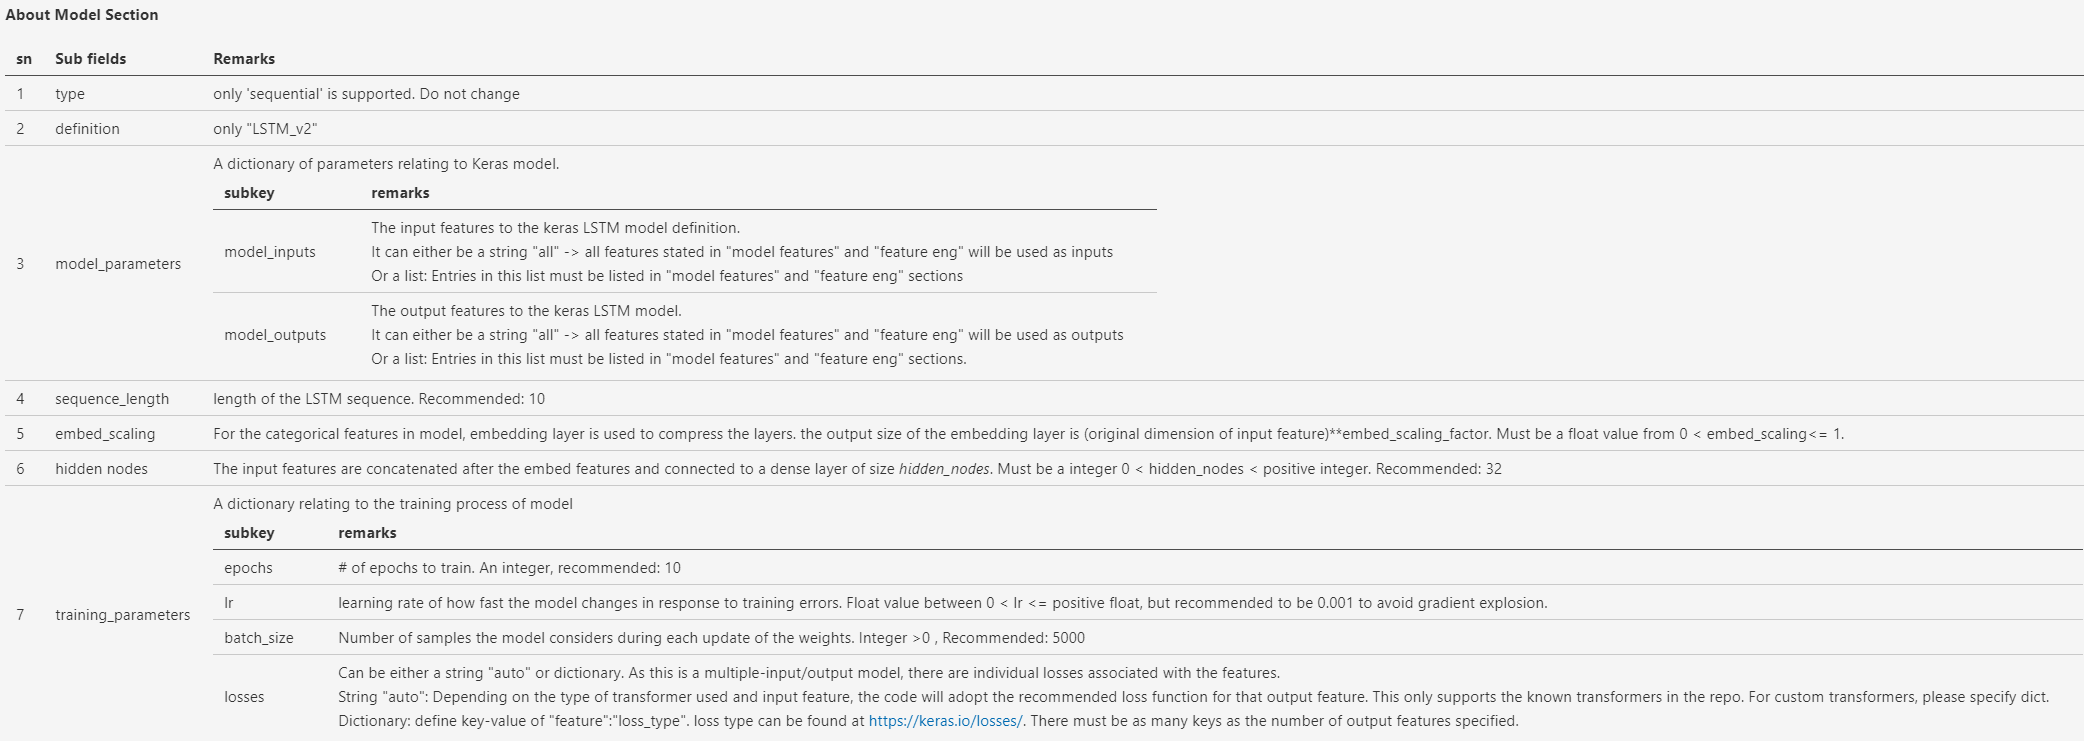 About Model Section
sn Sub fields Remarks
1 type only 'sequential' is supported. Do not change
2 definition only "LSTM_v2"
3 model_parameters A dictionary of parameters relating to Keras model.
subkey remarks
model_inputs The input features to the keras LSTM model definition.
It can either be a string "all" -> all features stated in "model features" and "feature eng" will be used as inputs
Or a list: Entries in this list must be listed in "model features" and "feature eng" sections
model_outputs The output features to the keras LSTM model.
It can either be a string "all" -> all features stated in "model features" and "feature eng" will be used as outputs
Or a list: Entries in this list must be listed in "model features" and "feature eng" sections.
4 sequence_length length of the LSTM sequence. Recommended: 10
5 embed_scaling For the categorical features in model, embedding layer is used to compress the layers. the output size of the embedding layer is (original dimension of input feature)**embed_scaling_factor. Must be a float value from 0 < embed_scaling<= 1.
6 hidden nodes The input features are concatenated after the embed features and connected to a dense layer of size hidden_nodes. Must be a integer 0 < hidden_nodes < positive integer. Recommended: 32
7 training_parameters A dictionary relating to the training process of model
subkey remarks
epochs # of epochs to train. An integer, recommended: 10
lr learning rate of how fast the model changes in response to training errors. Float value between 0 < lr <= positive float, but recommended to be 0.001 to avoid gradient explosion.
batch_size Number of samples the model considers during each update of the weights. Integer >0 , Recommended: 5000
losses Can be either a string "auto" or dictionary. As this is a multiple-input/output model, there are individual losses associated with the features.
String "auto": Depending on the type of transformer used and input feature, the code will adopt the recommended loss function for that output feature. This only supports the known transformers in the repo. For custom transformers, please specify dict.
Dictionary: define key-value of "feature":"loss_type". loss type can be found at https://keras.io/losses/. There must be as many keys as the number of output features specified.